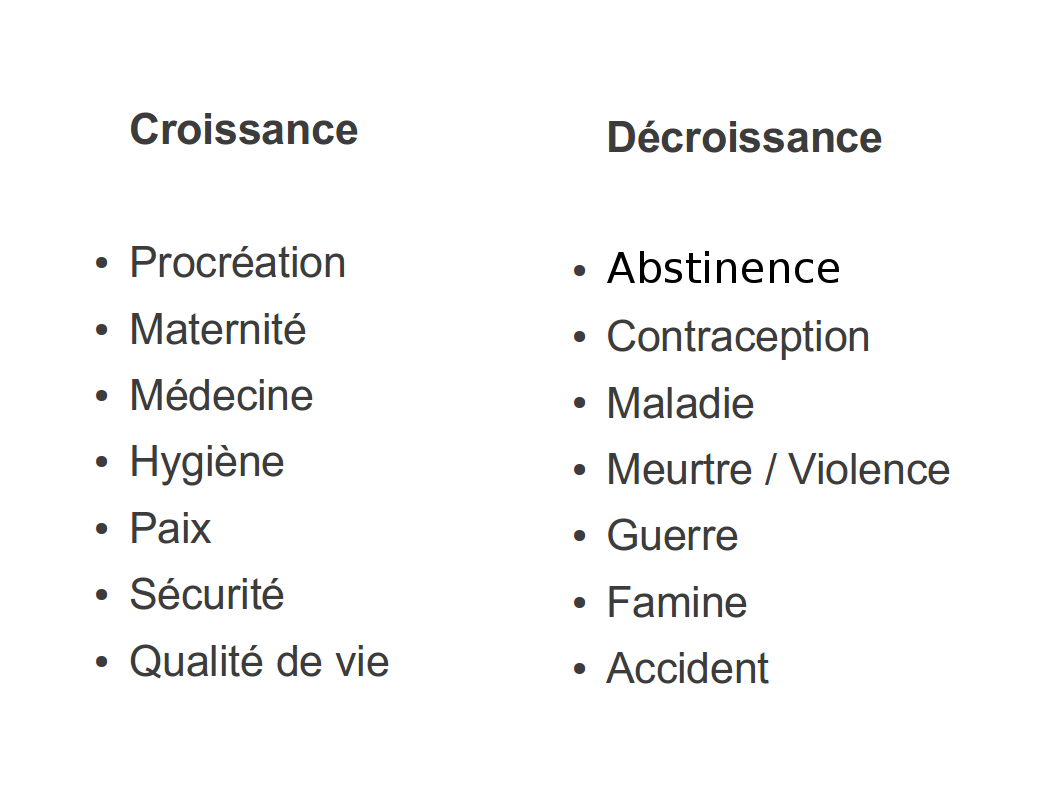 Croissance
• Procréation
• Maternité
• Médecine
• Hygiène
• Paix
• Sécurité
• Qualité de vie
Décroissance
• Abstinence
• Contraception
• Maladie
• Meurtre / Violence
• Guerre
• Famine
• Accident